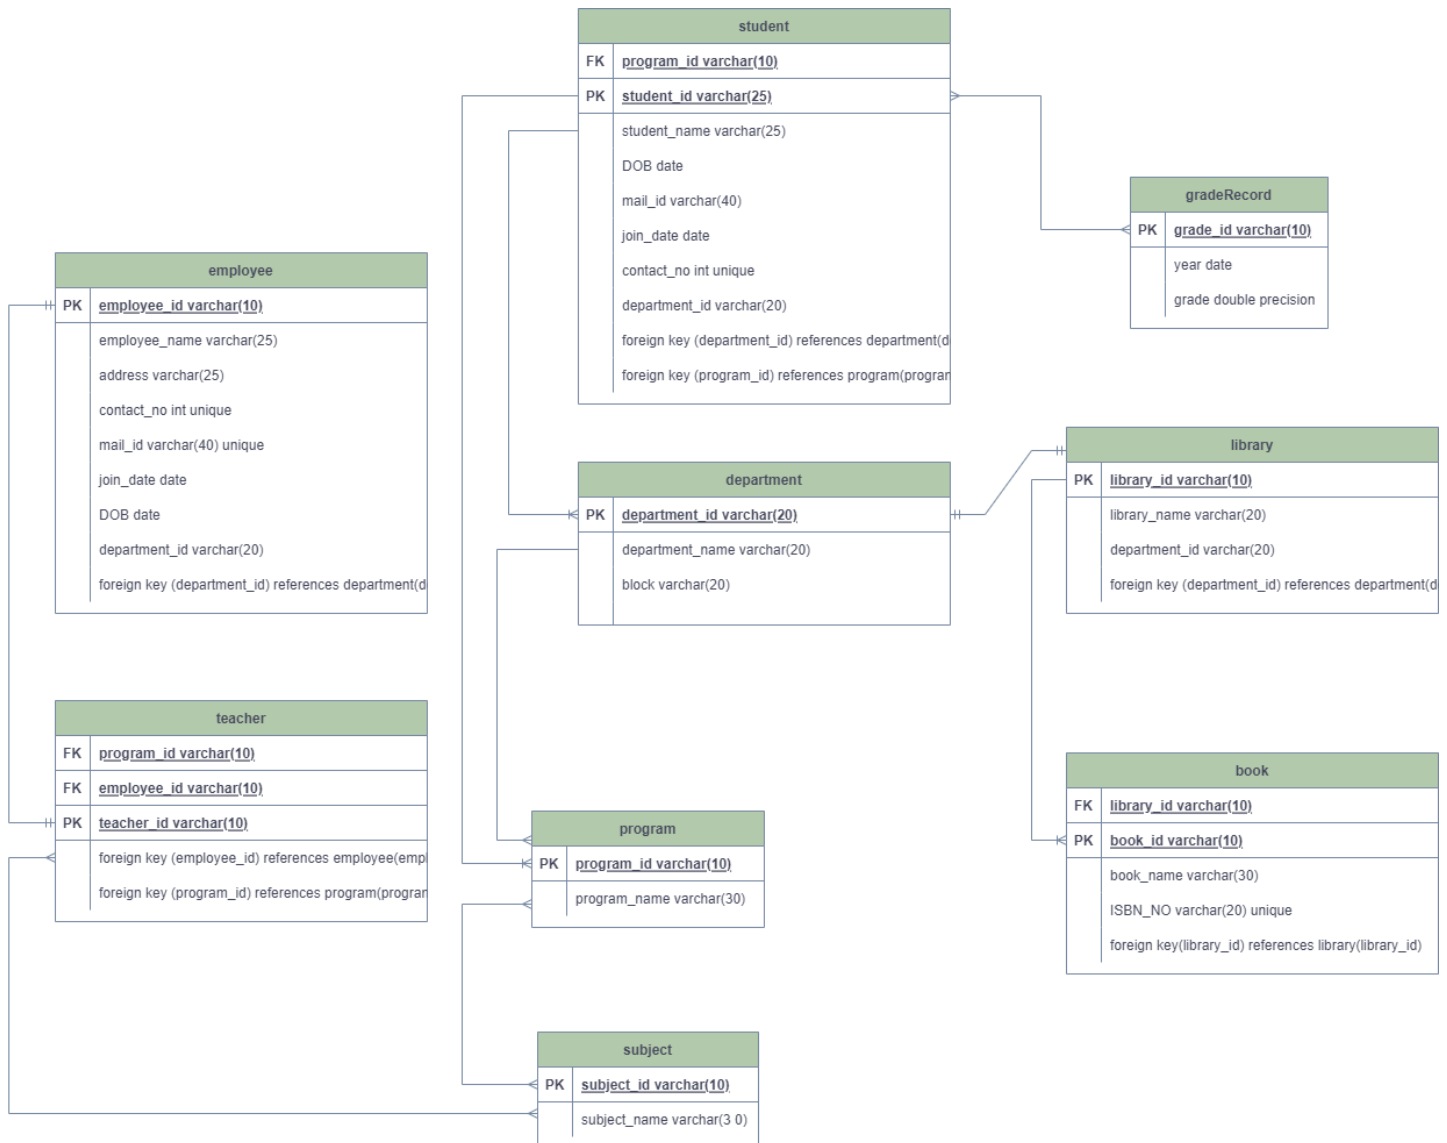 student
FK program_id varchar(10)
PK student_id varchar(25)
student_name varchar(25)
DOB date
mail_id varchar(40)
join_date date
contact_no int unique
department_id varchar(20)
foreign key (department_id) references department(d
foreign key (program_id) references program(progran
gradeRecord
PK grade_id varchar(10)
year date
grade double precision
employee
PK employee_id varchar(10)
employee_name varchar(25)
address varchar(25)
contact_no int unique
mail_id varchar(40) unique
join_date date
DOB date
department_id varchar(20)
foreign key (department_id) references department(d
department
PK department_id varchar(20)
department_name varchar(20)
block varchar(20)
library
PK library_id varchar(10)
library_name varchar(20)
department_id varchar(20)
foreign key (department_id) references department(d
teacher
FK program_id varchar(10)
FK employee_id varchar(10)
PK teacher_id varchar(10)
foreign key (employee_id) references employee(empl
foreign key (program_id) references program(progran
program
PK program_id varchar(10)
program_name varchar(30)
book
FK library_id varchar(10)
PK book_id varchar(10)
book_name varchar(30)
ISBN_NO varchar(20) unique
foreign key(library_id) references library(library_id)
subject
PK subject_id varchar(10)
subject_name varchar(3 0)